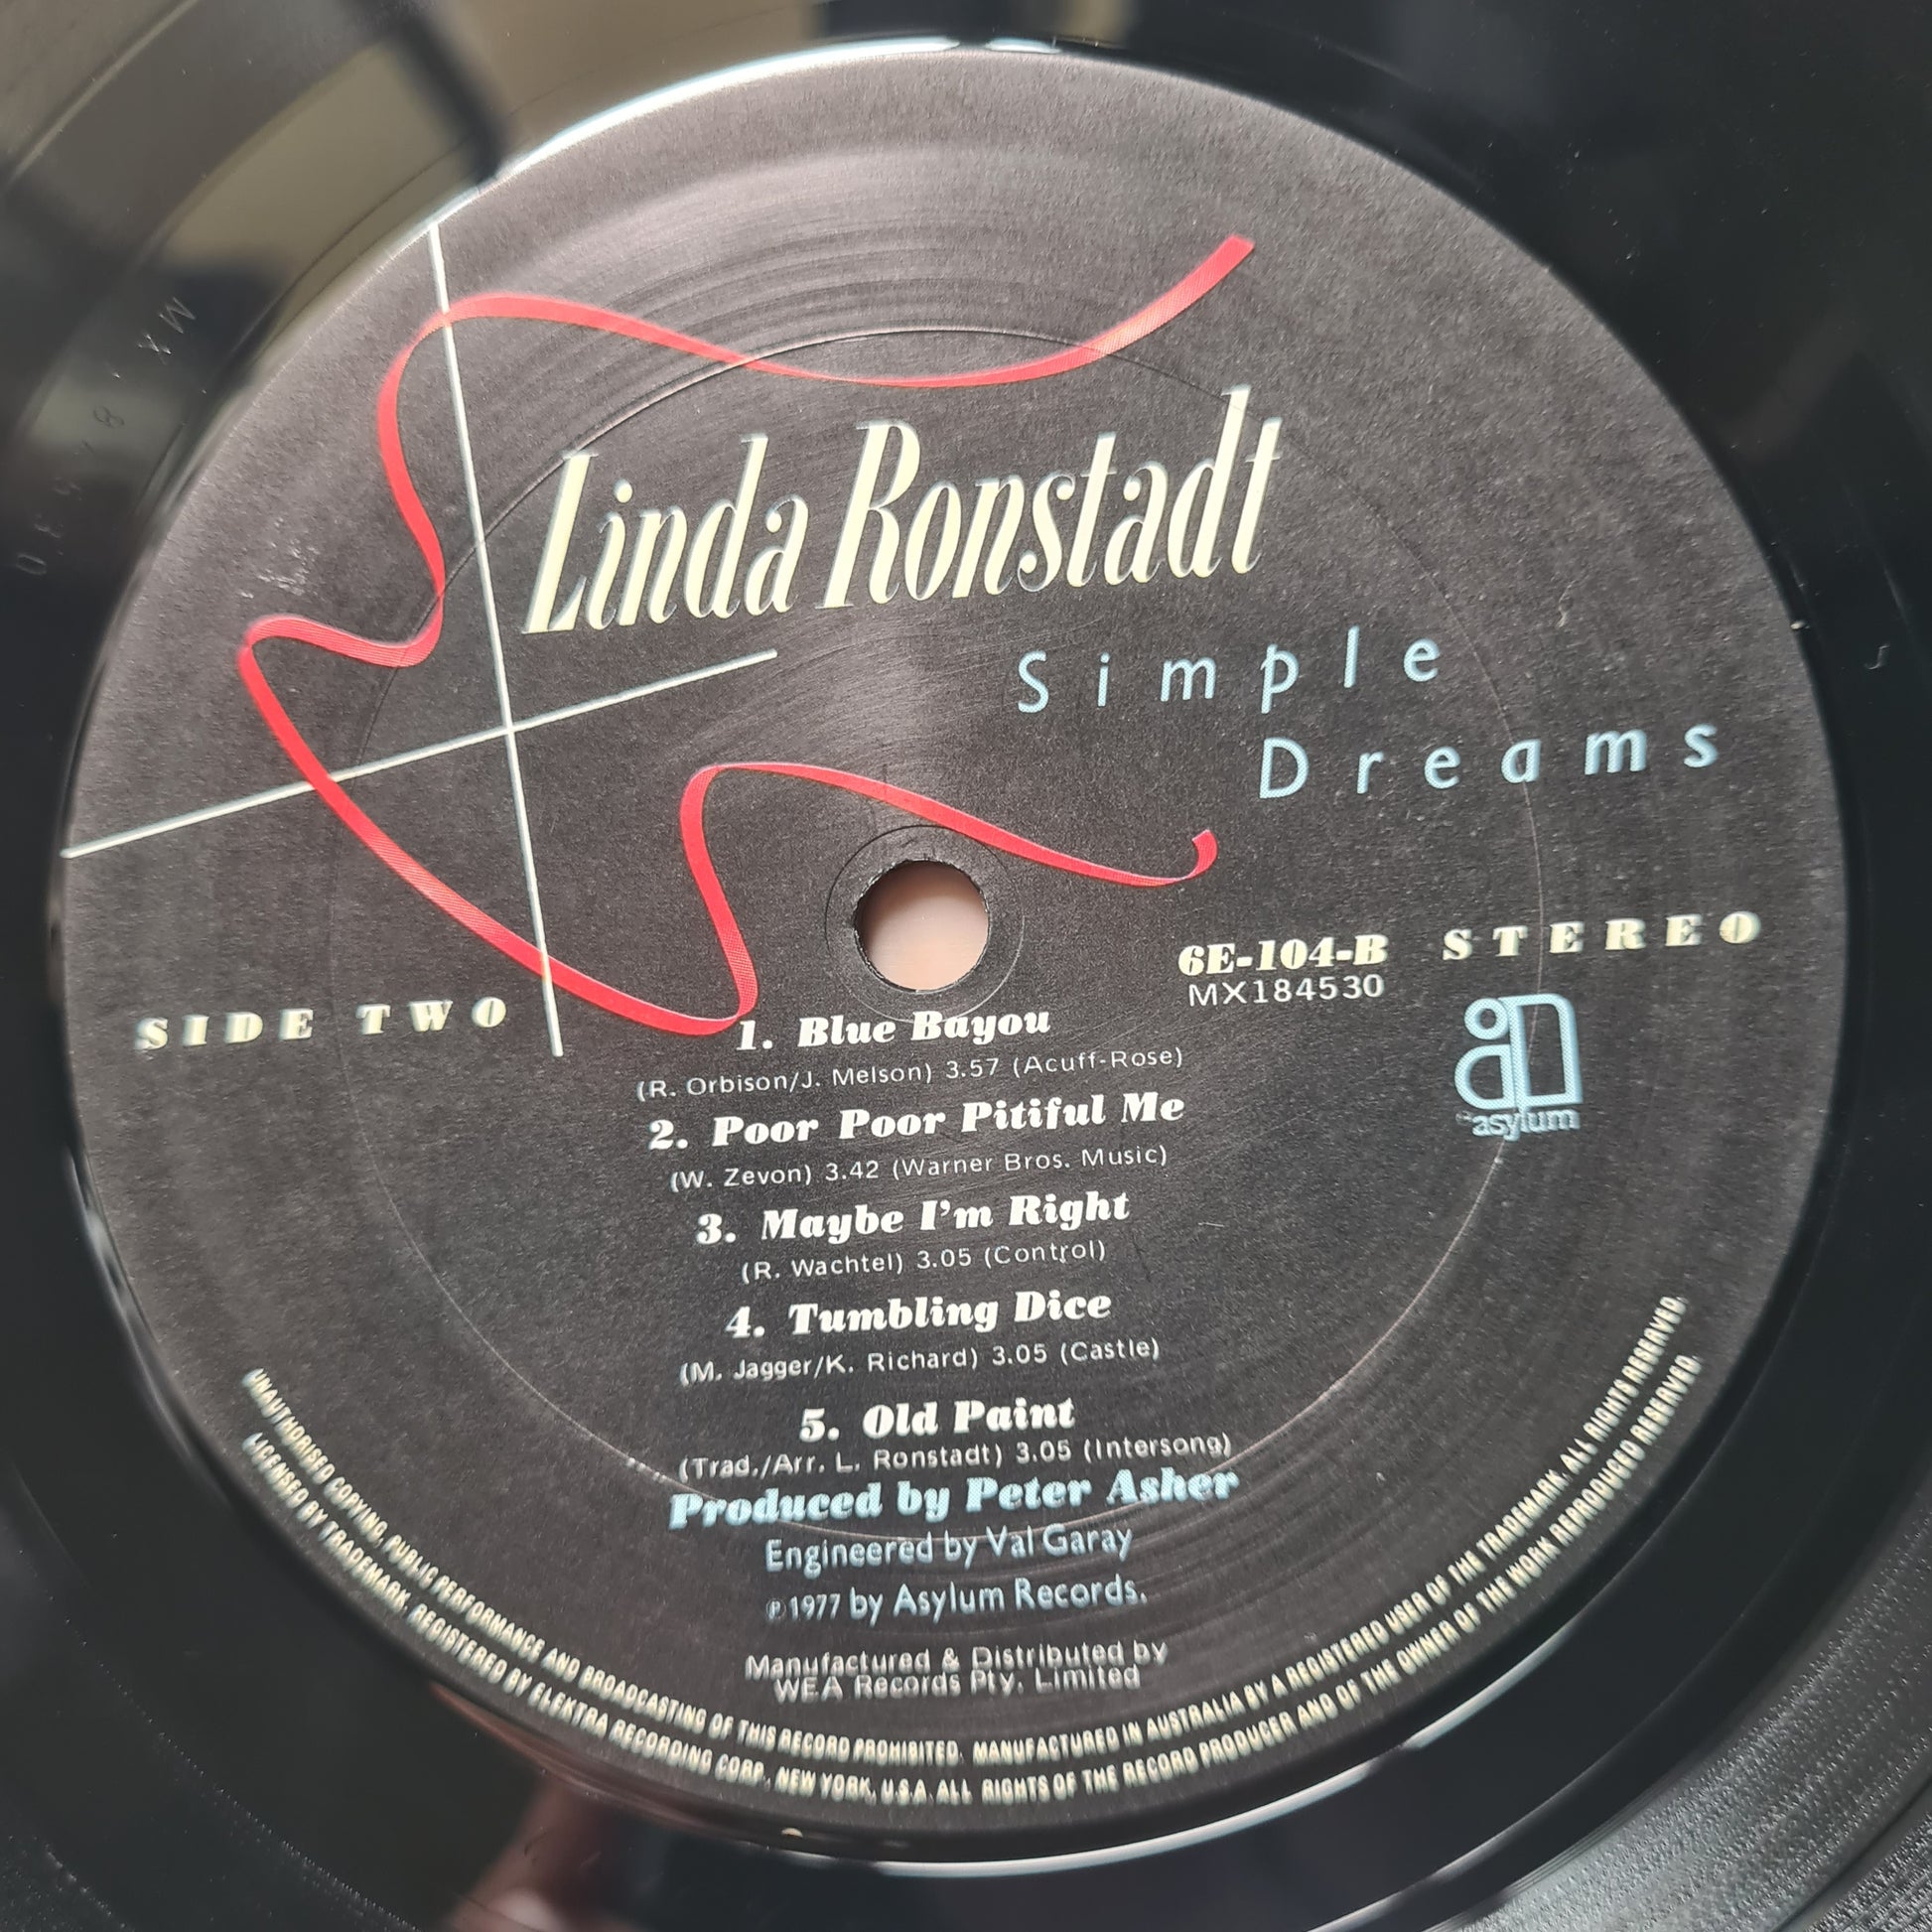 Linda Ronstadt
Simple
Dreams
6E-104-B STEREO
MX184530
SIDE TWO
asylum
1. Blue Bayou
(R. Orbison/J. Melson) 3.57 (Acuff-Rose)
2. Poor Poor Pitiful Me
(W. Zevon) 3.42 (Warner Bros. Music)
3. Maybe I'm Right
(R. Wachtel) 3.05 (Control)
4. Tumbling Dice
(M. Jagger/K. Richard) 3.05 (Castle)
5. Old Paint
(Trad./Arr. L. Ronstadt) 3.05 (Intersong)
Produced by Peter Asher
Engineered by Val Garay
℗1977 by Asylum Records.
Manufactured & Distributed by
WEA Records Pty. Limited
UNAUTHORISED COPYING, PUBLIC PERFORMANCE AND BROADCASTING OF THIS RECORD PROHIBITED. MANUFACTURED IN AUSTRALIA BY A REGISTERED USER OF THE TRADEMARK. ALL RIGHTS RESERVED.
LICENSED BY TRADEMARK, REGISTERED BY ELEKTRA RECORDING CORP., NEW YORK, U.S.A. ALL RIGHTS OF THE RECORD PRODUCER AND OF THE OWNER OF THE WORK REPRODUCED RESERVED.
MX 184530